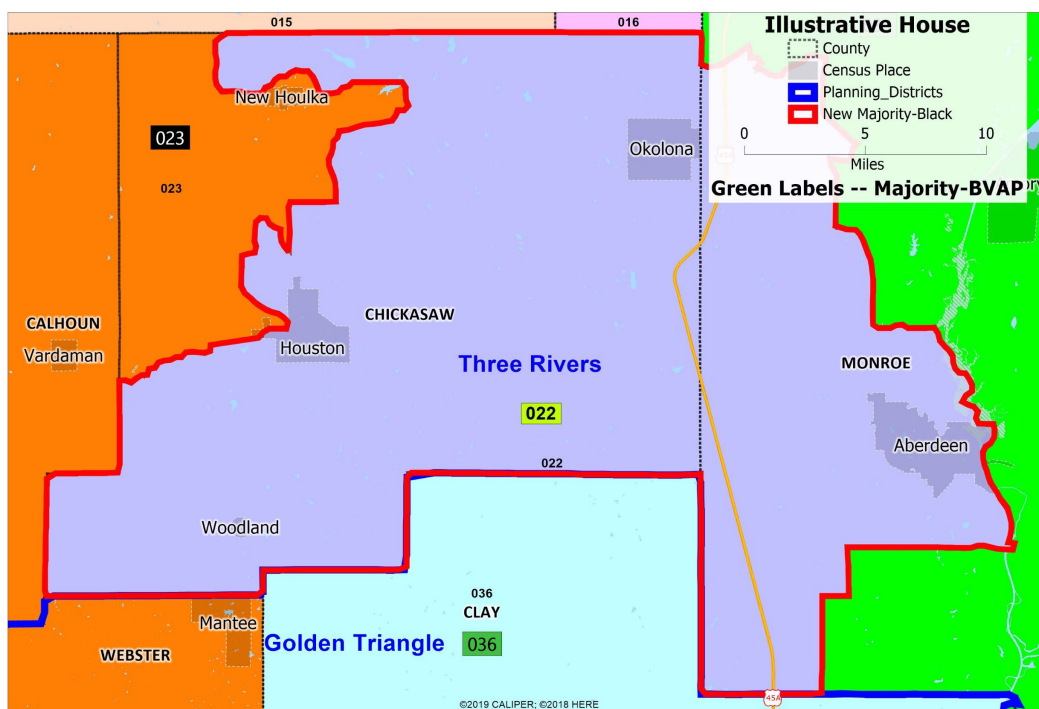 015
016
Illustrative House
County
Census Place
Planning_Districts
New Majority-Black
0
5
10
Miles
Green Labels -- Majority-BVAP
New Houlka
023
023
Okolona
CALHOUN
Vardaman
CHICKASAW
Houston
Three Rivers
MONROE
022
Aberdeen
022
Woodland
036
CLAY
Mantee
Golden Triangle
036
WEBSTER
45A
©2019 CALIPER; ©2018 HERE